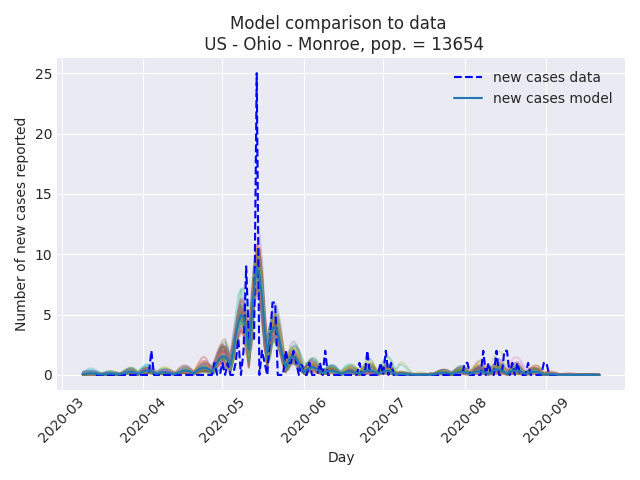 Model comparison to data
US - Ohio - Monroe, pop. = 13654
new cases data
new cases model
Number of new cases reported
25
20
15
10
5
0
2020-03
2020-04
2020-05
2020-06
2020-07
2020-08
2020-09
Day